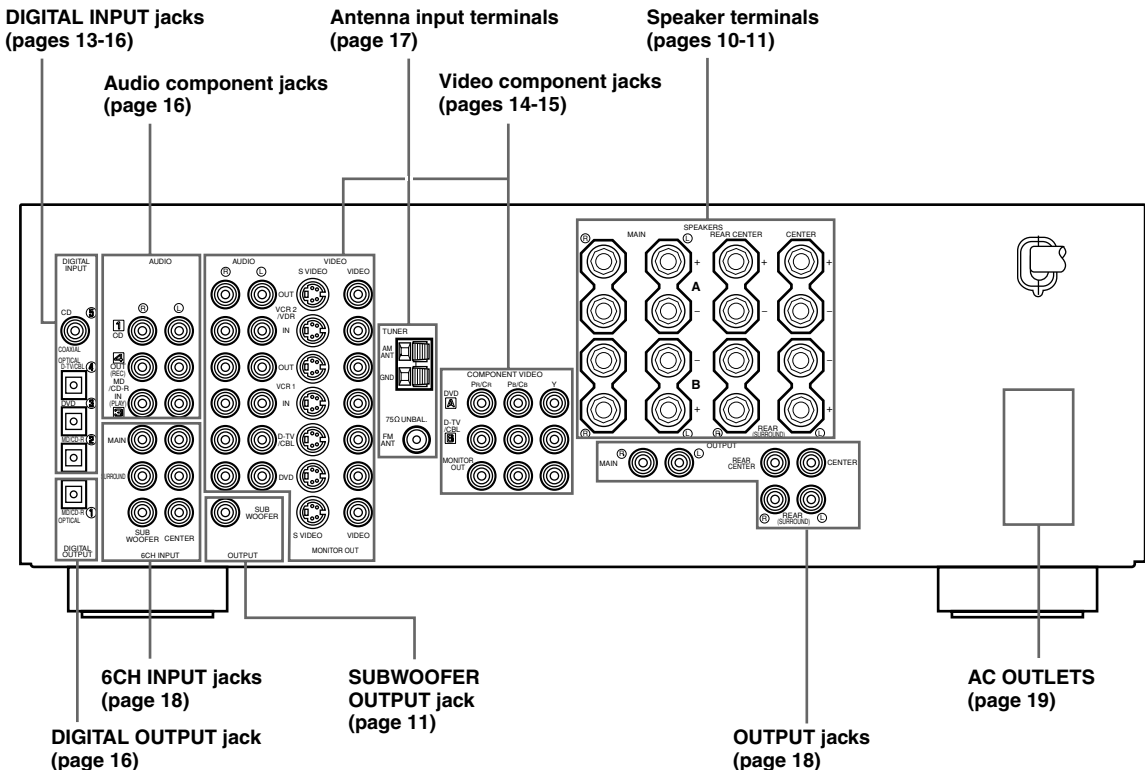 DIGITAL INPUT jacks
(pages 13-16)
Antenna input terminals
(page 17)
Speaker terminals
(pages 10-11)
Audio component jacks
(page 16)
Video component jacks
(pages 14-15)
DIGITAL
INPUT
CD
5
COAXIAL
OPTICAL
D-TV/CBL
4
DVD
3
MD/CD-R
2
MD/CD-R
1
OPTICAL
DIGITAL
OUTPUT
AUDIO
R
L
1
CD
4
OUT
(REC)
MD
/CD-R
IN
(PLAY)
3
MAIN
SURROUND
SUB
WOOFER
CENTER
6CH INPUT
AUDIO
R
L
VIDEO
S VIDEO
VIDEO
OUT
VCR 2
/VDR
IN
OUT
VCR 1
IN
D-TV
/CBL
DVD
SUB
WOOFER
OUTPUT
S VIDEO
VIDEO
MONITOR OUT
TUNER
AM
ANT
GND
75Ω UNBAL.
FM
ANT
COMPONENT VIDEO
PR/CR
PB/CB
Y
DVD
A
D-TV
/CBL
B
MONITOR
OUT
SPEAKERS
R
MAIN
L
REAR CENTER
CENTER
+
+
+
A
–
–
–
–
–
B
+
+
R
L
R
REAR
(SURROUND)
L
OUTPUT
MAIN
R
L
REAR
CENTER
CENTER
R
REAR
(SURROUND)
L
6CH INPUT jacks
(page 18)
SUBWOOFER
OUTPUT jack
(page 11)
AC OUTLETS
(page 19)
DIGITAL OUTPUT jack
(page 16)
OUTPUT jacks
(page 18)